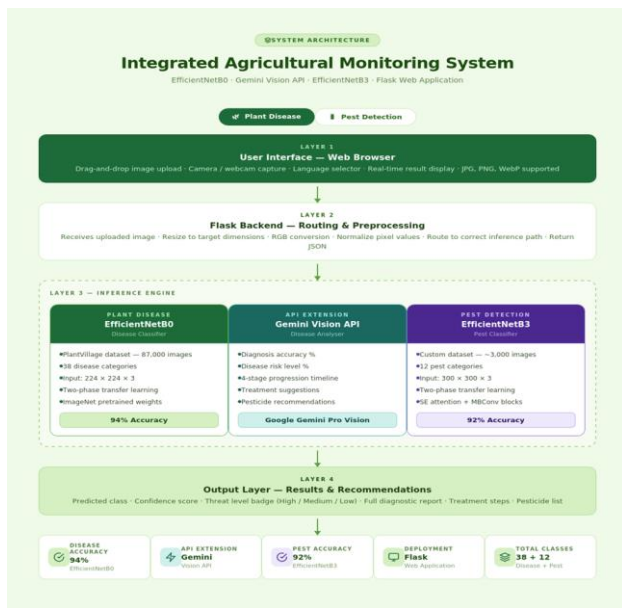 SYSTEM ARCHITECTURE
Integrated Agricultural Monitoring System
EfficientNetB0 · Gemini Vision API · EfficientNetB3 · Flask Web Application
Plant Disease
Pest Detection
LAYER 1
User Interface — Web Browser
Drag-and-drop image upload · Camera / webcam capture · Language selector · Real-time result display · JPG, PNG, WebP supported
LAYER 2
Flask Backend — Routing & Preprocessing
Receives uploaded image · Resize to target dimensions · RGB conversion · Normalize pixel values · Route to correct inference path · Return
JSON
LAYER 3 — INFERENCE ENGINE
PLANT DISEASE
EfficientNetB0
Disease Classifier
•PlantVillage dataset — 87,000 images
•38 disease categories
•Input: 224 × 224 × 3
•Two-phase transfer learning
•ImageNet pretrained weights
94% Accuracy
API EXTENSION
Gemini Vision API
Disease Analyser
•Diagnosis accuracy %
•Disease risk level %
•4-stage progression timeline
•Treatment suggestions
•Pesticide recommendations
Google Gemini Pro Vision
PEST DETECTION
EfficientNetB3
Pest Classifier
•Custom dataset — ~3,000 images
•12 pest categories
•Input: 300 × 300 × 3
•Two-phase transfer learning
•SE attention + MBConv blocks
92% Accuracy
LAYER 4
Output Layer — Results & Recommendations
Predicted class · Confidence score · Threat level badge (High / Medium / Low) · Full diagnostic report · Treatment steps · Pesticide list
DISEASE
ACCURACY
94%
EfficientNetB0
API EXTENSION
Gemini
Vision API
PEST ACCURACY
92%
EfficientNetB3
DEPLOYMENT
Flask
Web Application
TOTAL CLASSES
38 + 12
Disease + Pest